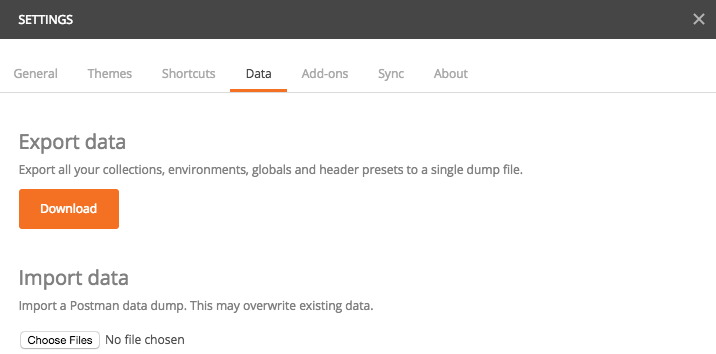 SETTINGS
General Themes Shortcuts Data Add-ons Sync About
Export data
Export all your collections, environments, globals and header presets to a single dump file.
Download
Import data
Import a Postman data dump. This may overwrite existing data.
Choose Files No file chosen